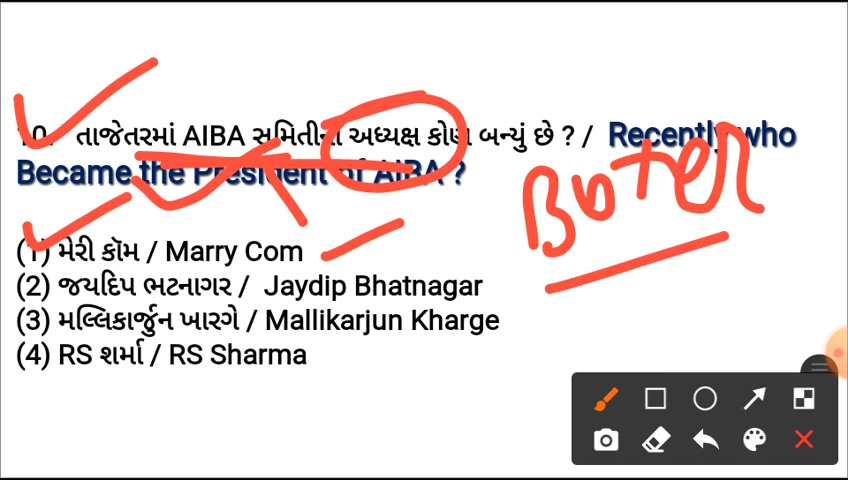 10. તાજેતરમાં AIBA સમિતીના અધ્યક્ષ કોણ બન્યું છે ? / Recently who
Became the President of AIBA ?
Boter
(1) મેરી કૉમ / Marry Com
(2) જયદિપ ભટનાગર / Jaydip Bhatnagar
(3) મલ્લિકાર્જુન ખારગે / Mallikarjun Kharge
(4) RS શર્મા / RS Sharma